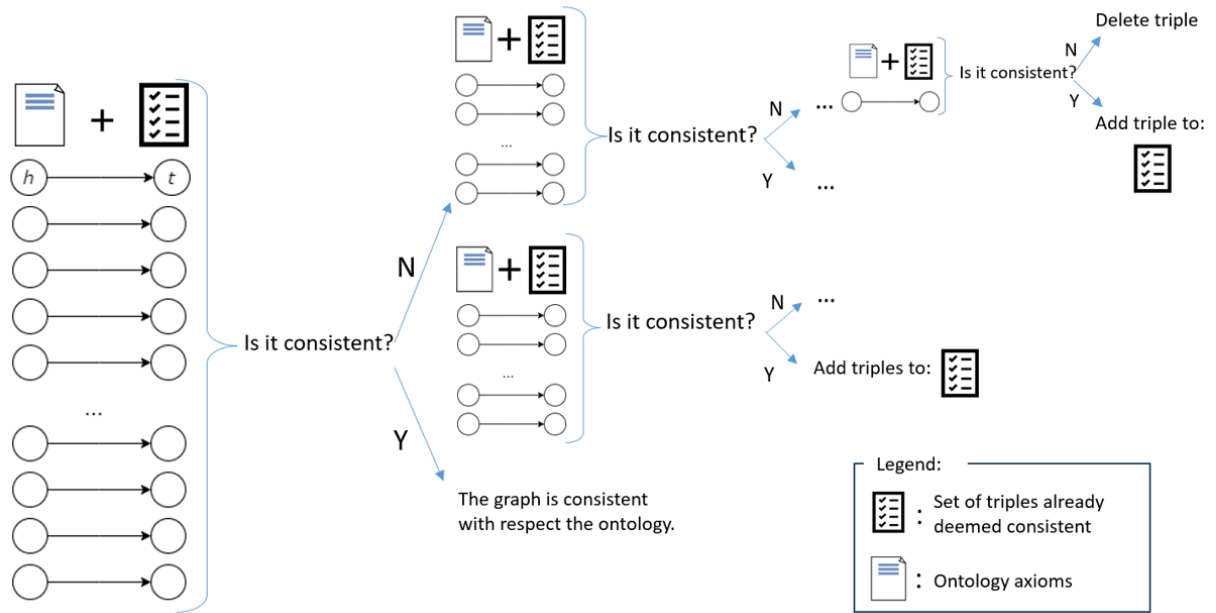 h
t
...
Is it consistent?
N
Y
...
Is it consistent?
N
...
Y
...
Is it consistent?
N
Delete triple
Y
Add triple to:
...
Is it consistent?
N
...
Y
Add triples to:
The graph is consistent
with respect the ontology.
Legend:
: Set of triples already
deemed consistent
: Ontology axioms